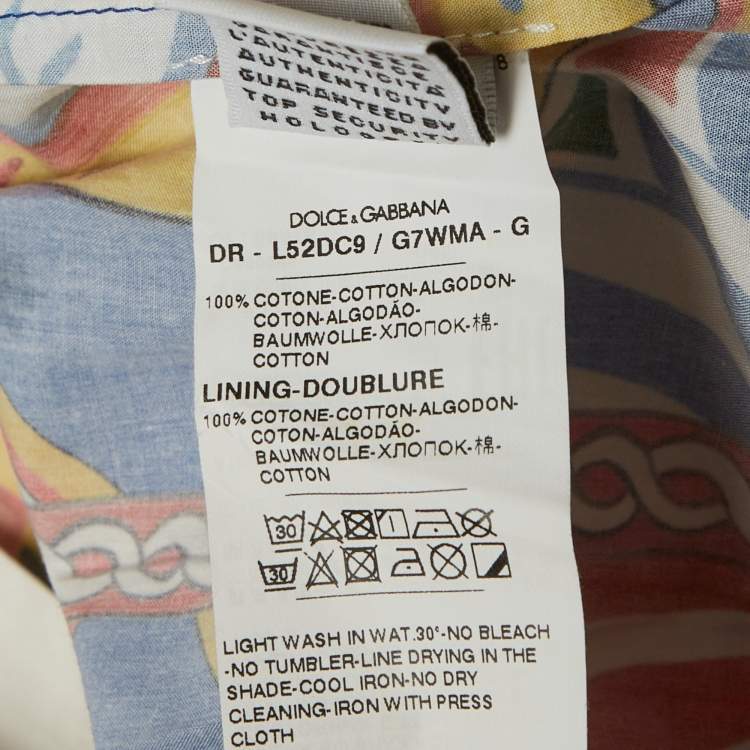 L'AUTENTICITÀ
AUTHENTICITY
GUARANTEED BY
TOP SECURITY
8
DOLCE & GABBANA
DR - L52DC9 / G7WMA - G
100% COTONE-COTTON-ALGODON-
COTON-ALGODÃO-
BAUMWOLLE-ХЛОПОК-棉-
COTTON
LINING-DOUBLURE
100% COTONE-COTTON-ALGODON-
COTON-ALGODÃO-
BAUMWOLLE-ХЛОПОК-棉-
COTTON
30
30
LIGHT WASH IN WAT.30°-NO BLEACH
-NO TUMBLER-LINE DRYING IN THE
SHADE-COOL IRON-NO DRY
CLEANING-IRON WITH PRESS
CLOTH